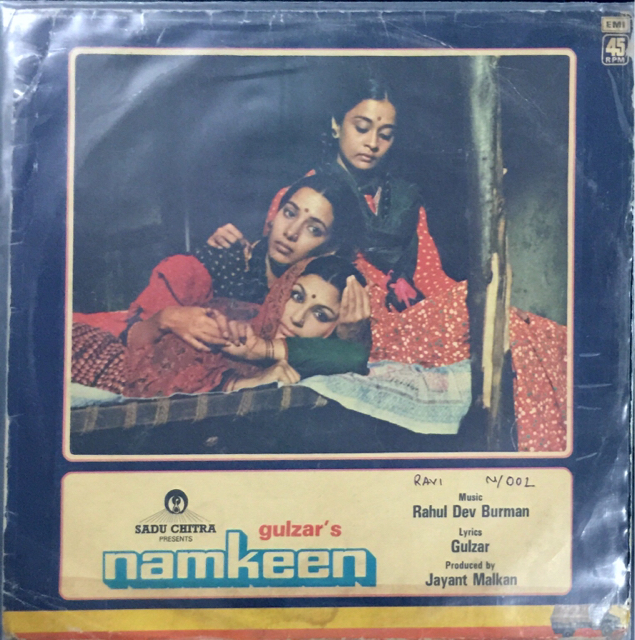 EMI
45
RPM
RAVI N/002
SADU CHITRA
PRESENTS
gulzar's
namkeen
Music
Rahul Dev Burman
Lyrics
Gulzar
Produced by
Jayant Malkan